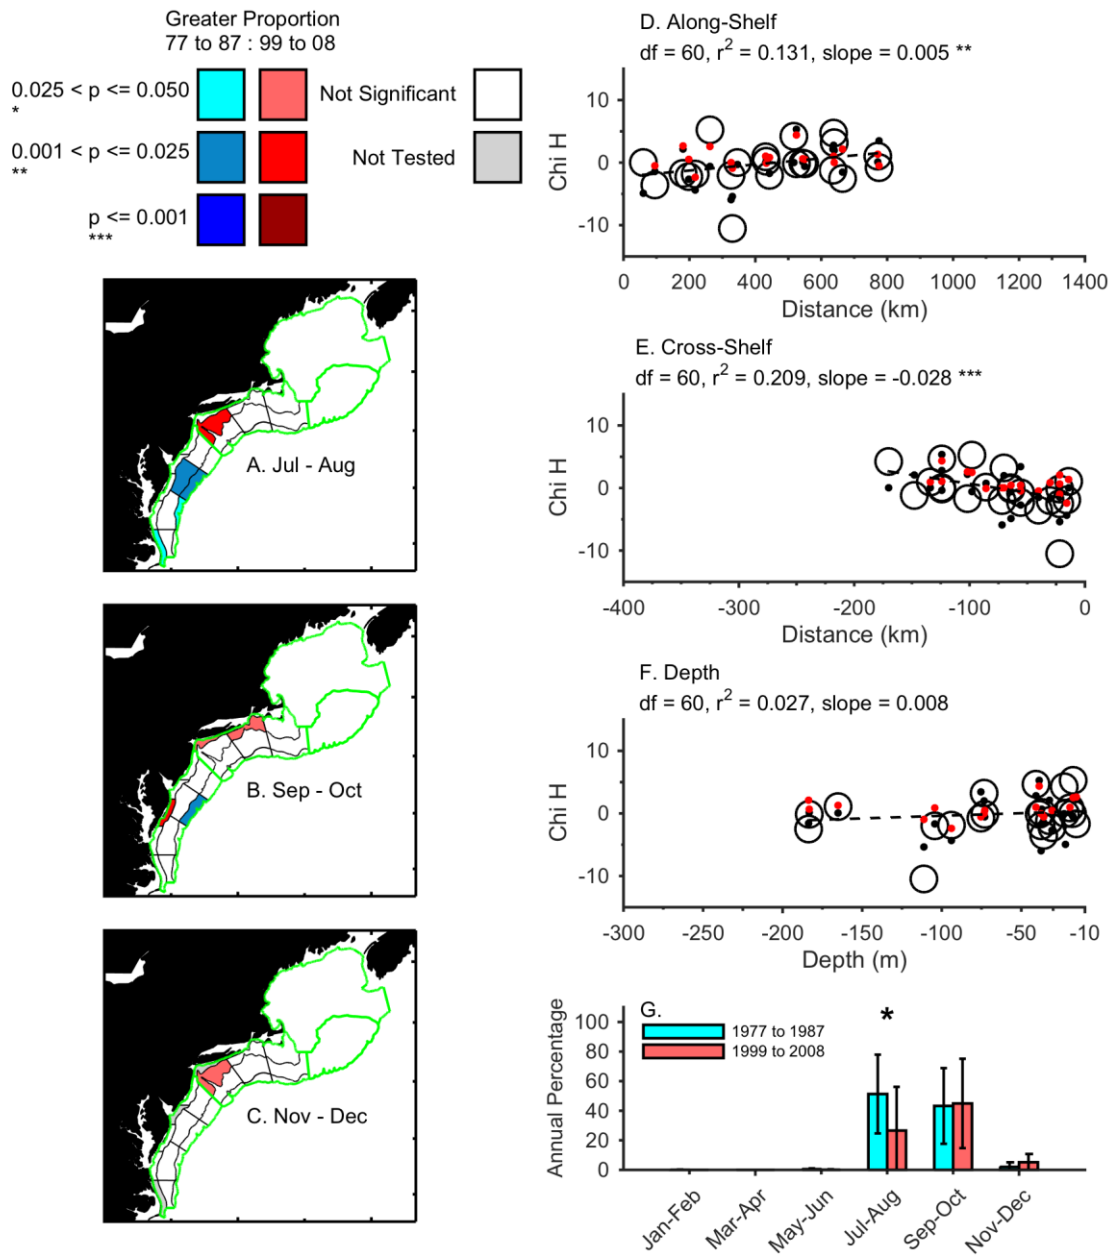 Greater Proportion
77 to 87 : 99 to 08
0.025 < p <= 0.050
*
Not Significant
0.001 < p <= 0.025
**
Not Tested
p <= 0.001
***
A. Jul - Aug
B. Sep - Oct
C. Nov - Dec
D. Along-Shelf
df = 60, r² = 0.131, slope = 0.005 **
Chi H
10
0
-10
0 200 400 600 800 1000 1200 1400
Distance (km)
E. Cross-Shelf
df = 60, r² = 0.209, slope = -0.028 ***
Chi H
10
0
-10
-400 -300 -200 -100 0
Distance (km)
F. Depth
df = 60, r² = 0.027, slope = 0.008
Chi H
10
0
-10
-300 -250 -200 -150 -100 -50 -10
Depth (m)
G.
*
1977 to 1987
1999 to 2008
Annual Percentage
100
80
60
40
20
0
Jan-Feb
Mar-Apr
May-Jun
Jul-Aug
Sep-Oct
Nov-Dec